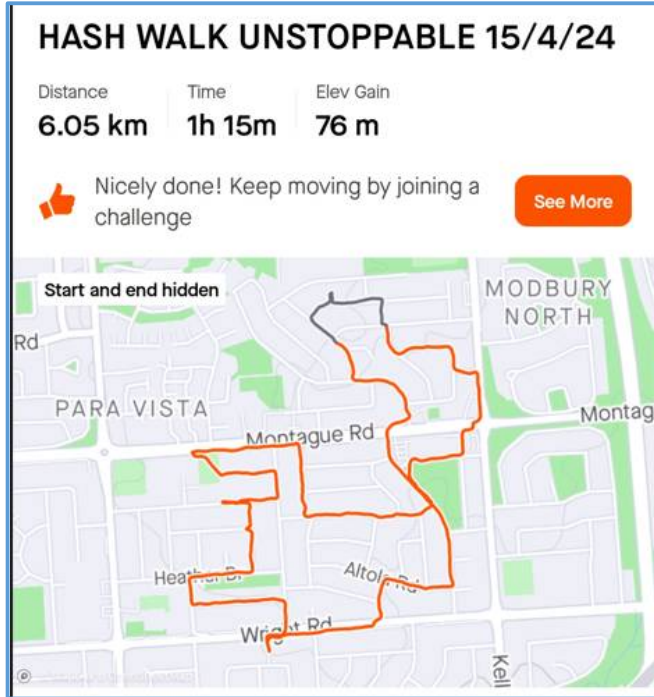 HASH WALK UNSTOPPABLE 15/4/24
Distance Time Elev Gain
6.05 km 1h 15m 76 m
Nicely done! Keep moving by joining a
challenge
See More
Start and end hidden
MODBURY
NORTH
Rd
PARA VISTA
Montague Rd
Montag
Heather Dr
Altola Rd
Wright Rd
Kell